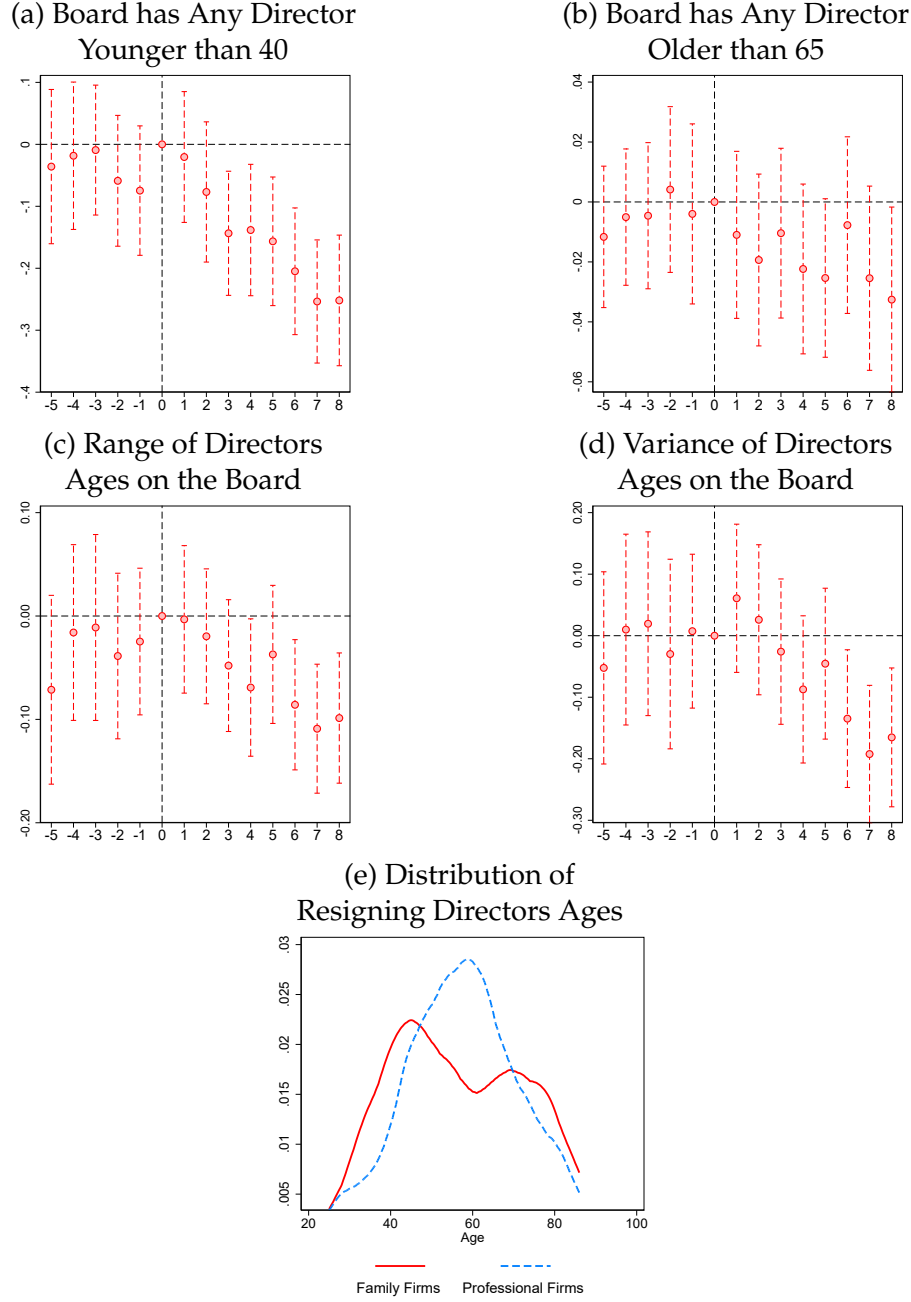 (a) Board has Any Director
Younger than 40
.1
0
-.1
-.2
-.3
-.4
-5 -4 -3 -2 -1 0 1 2 3 4 5 6 7 8
(b) Board has Any Director
Older than 65
.04
.02
0
-.02
-.04
-.06
-5 -4 -3 -2 -1 0 1 2 3 4 5 6 7 8
(c) Range of Directors
Ages on the Board
0.10
0.00
-0.10
-0.20
-5 -4 -3 -2 -1 0 1 2 3 4 5 6 7 8
(d) Variance of Directors
Ages on the Board
0.20
0.10
0.00
-0.10
-0.20
-0.30
-5 -4 -3 -2 -1 0 1 2 3 4 5 6 7 8
(e) Distribution of
Resigning Directors Ages
.03
.025
.02
.015
.01
.005
20 40 60 80 100
Age
Family Firms Professional Firms